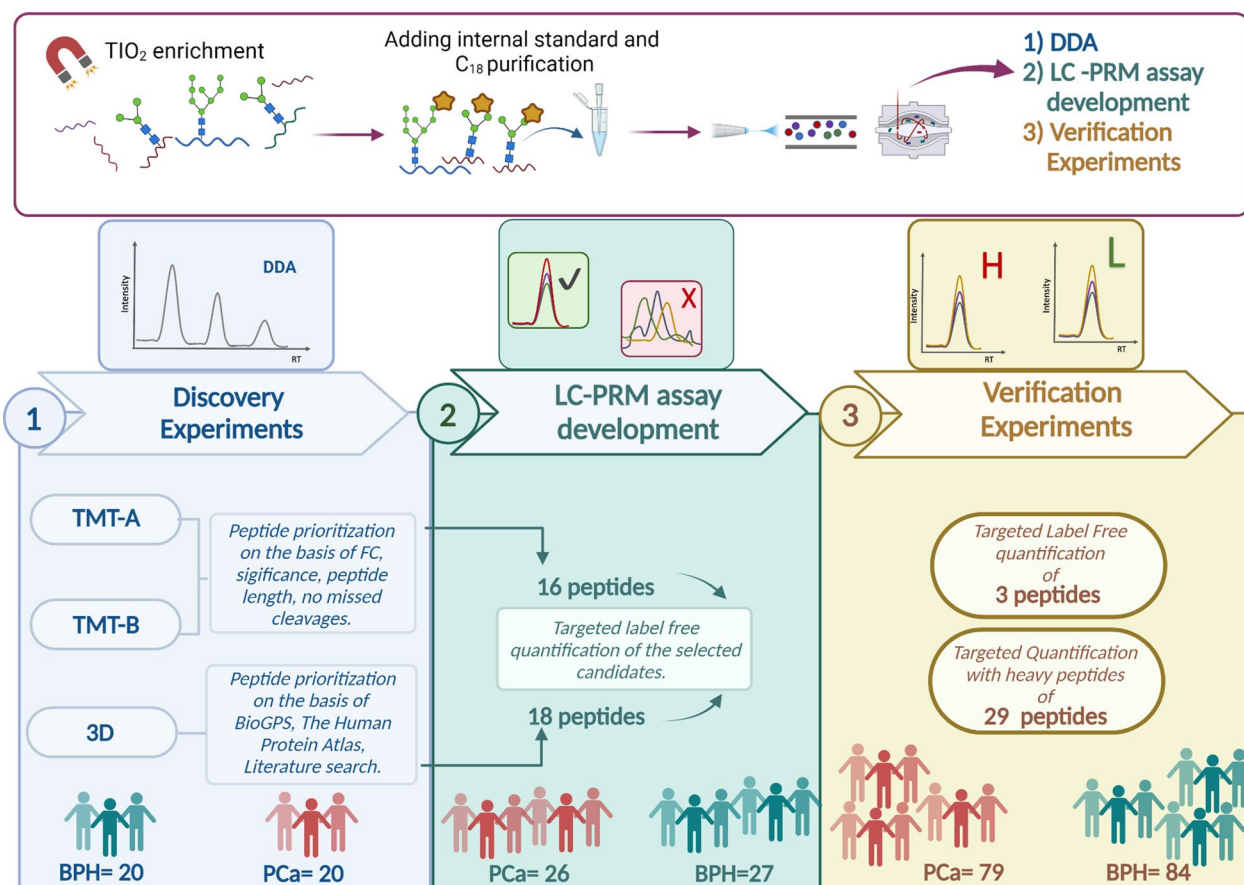 TIO₂ enrichment
Adding internal standard and
C₁₈ purification
1) DDA
2) LC -PRM assay
development
3) Verification
Experiments
Intensity
DDA
RT
X
Intensity
H
RT
Intensity
L
RT
1
Discovery
Experiments
2
LC-PRM assay
development
3
Verification
Experiments
TMT-A
TMT-B
3D
Peptide prioritization
on the basis of FC,
sigificance, peptide
length, no missed
cleavages.
Peptide prioritization
on the basis of
BioGPS, The Human
Protein Atlas,
Literature search.
BPH= 20
PCa= 20
16 peptides
Targeted label free
quantification of the selected
candidates.
18 peptides
PCa= 26
BPH=27
Targeted Label Free
quantification
of
3 peptides
Targeted Quantification
with heavy peptides
of
29 peptides
PCa= 79
BPH= 84